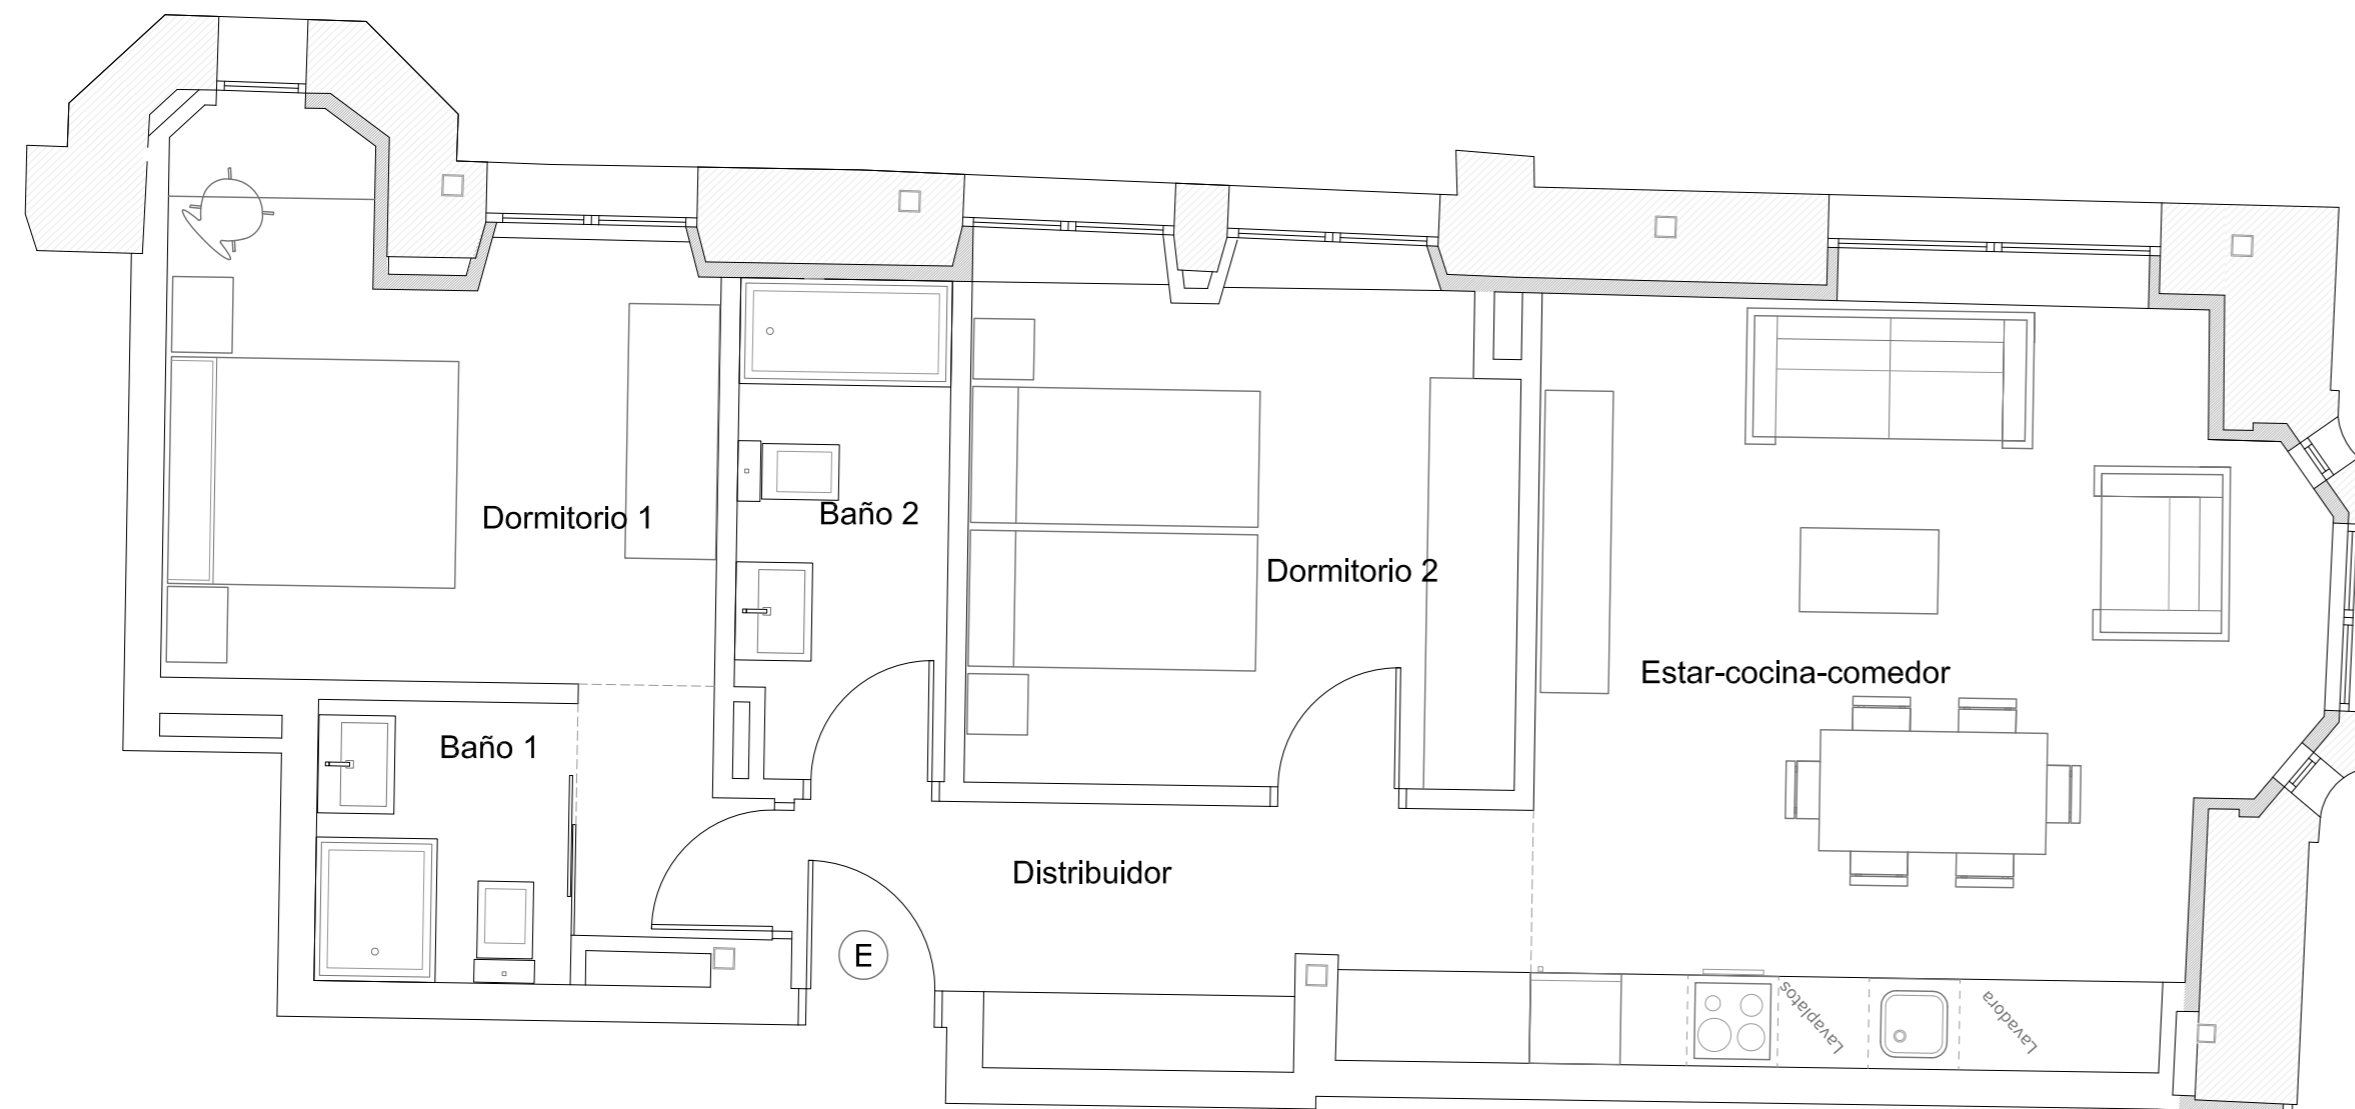 Dormitorio 1
Baño 2
Dormitorio 2
Estar-cocina-comedor
Baño 1
Distribuidor
E
Lavaplatos
Lavadora